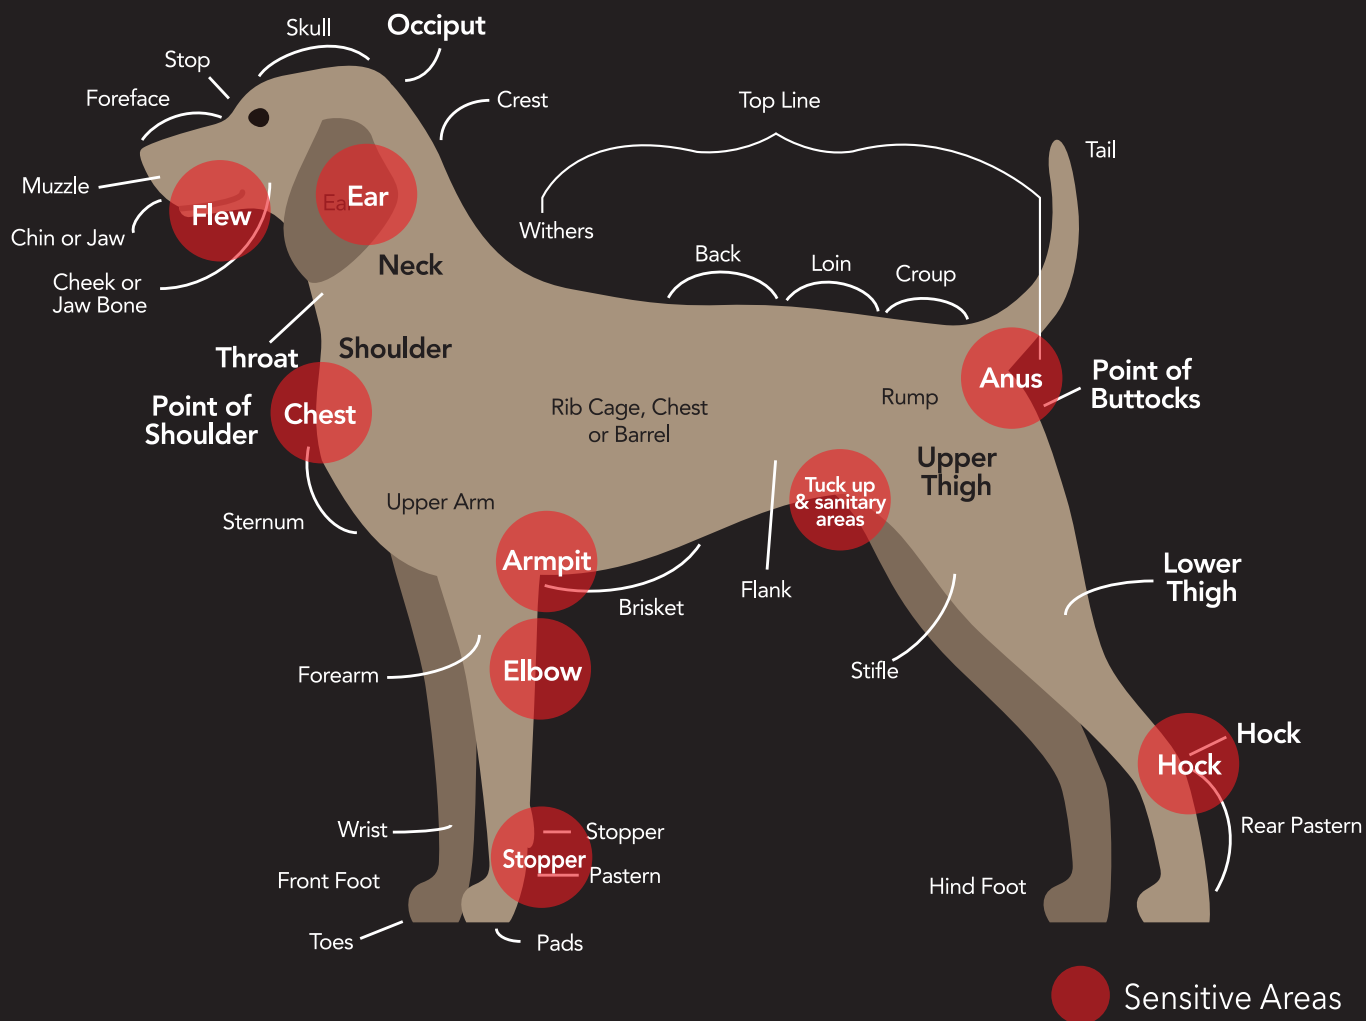 Occiput
Skull
Stop
Foreface
Crest
Top Line
Tail
Muzzle
Flew
Ear
Ear
Chin or Jaw
Withers
Neck
Back
Loin
Croup
Cheek or
Jaw Bone
Throat
Shoulder
Point of
Shoulder
Chest
Rib Cage, Chest
or Barrel
Rump
Anus
Point of
Buttocks
Upper
Thigh
Tuck up
& sanitary
areas
Upper Arm
Sternum
Armpit
Brisket
Flank
Lower
Thigh
Forearm
Elbow
Stifle
Hock
Hock
Rear Pastern
Wrist
Stopper
Stopper
Pastern
Front Foot
Hind Foot
Toes
Pads
Sensitive Areas